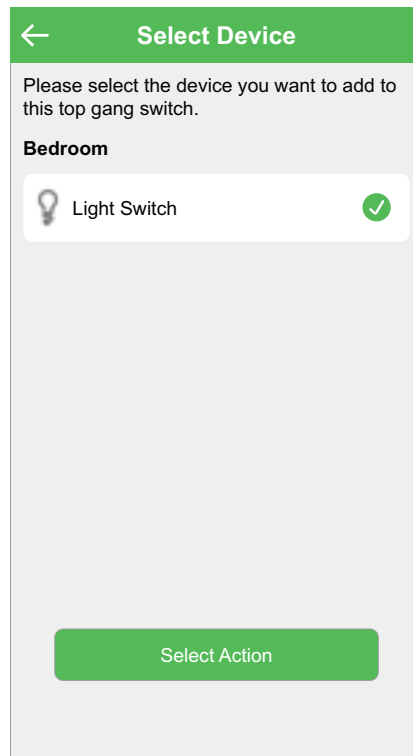 Select Device
Please select the device you want to add to
this top gang switch.
Bedroom
Light Switch
Select Action